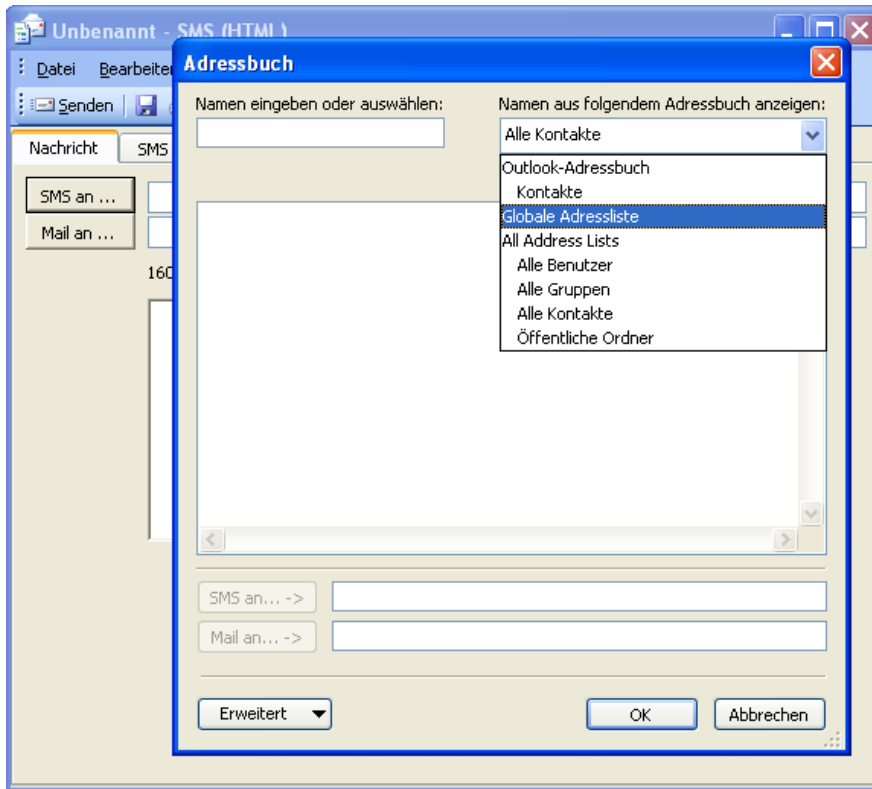 Unbenannt - SMS (HTML)
Datei Bearbeiten
Senden
Nachricht SMS
SMS an ...
Mail an ...
160
Adressbuch
Namen eingeben oder auswählen: Namen aus folgendem Adressbuch anzeigen:
Alle Kontakte
Outlook-Adressbuch
Kontakte
Globale Adressliste
All Address Lists
Alle Benutzer
Alle Gruppen
Alle Kontakte
Öffentliche Ordner
SMS an... ->
Mail an... ->
Erweitert OK Abbrechen